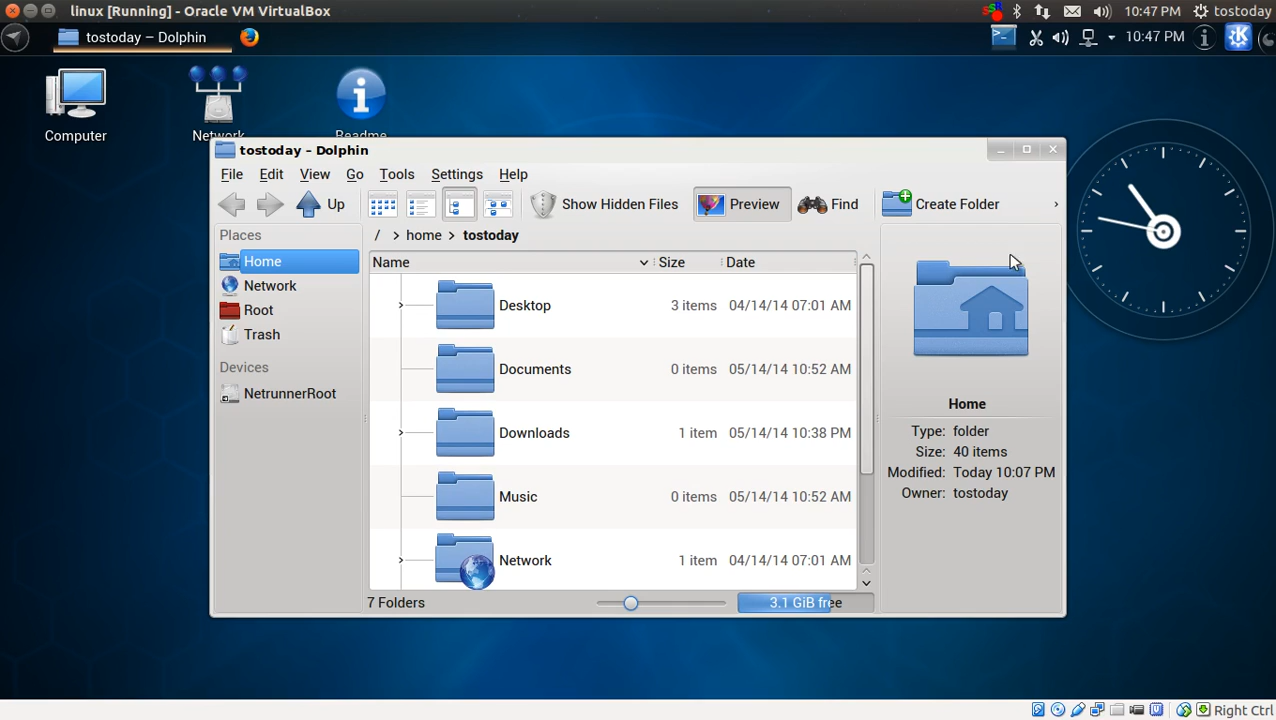 linux [Running] - Oracle VM VirtualBox
10:47 PM
tostoday
tostoday – Dolphin
10:47 PM
Computer
Network
Readme
tostoday – Dolphin
File Edit View Go Tools Settings Help
Up
Show Hidden Files
Preview
Find
Create Folder
Places
/ > home > tostoday
Home
Network
Root
Trash
Devices
NetrunnerRoot
Name Size Date
Desktop 3 items 04/14/14 07:01 AM
Documents 0 items 05/14/14 10:52 AM
Downloads 1 item 05/14/14 10:38 PM
Music 0 items 05/14/14 10:52 AM
Network 1 item 04/14/14 07:01 AM
Home
Type: folder
Size: 40 items
Modified: Today 10:07 PM
Owner: tostoday
7 Folders
3.1 GiB free
Right Ctrl